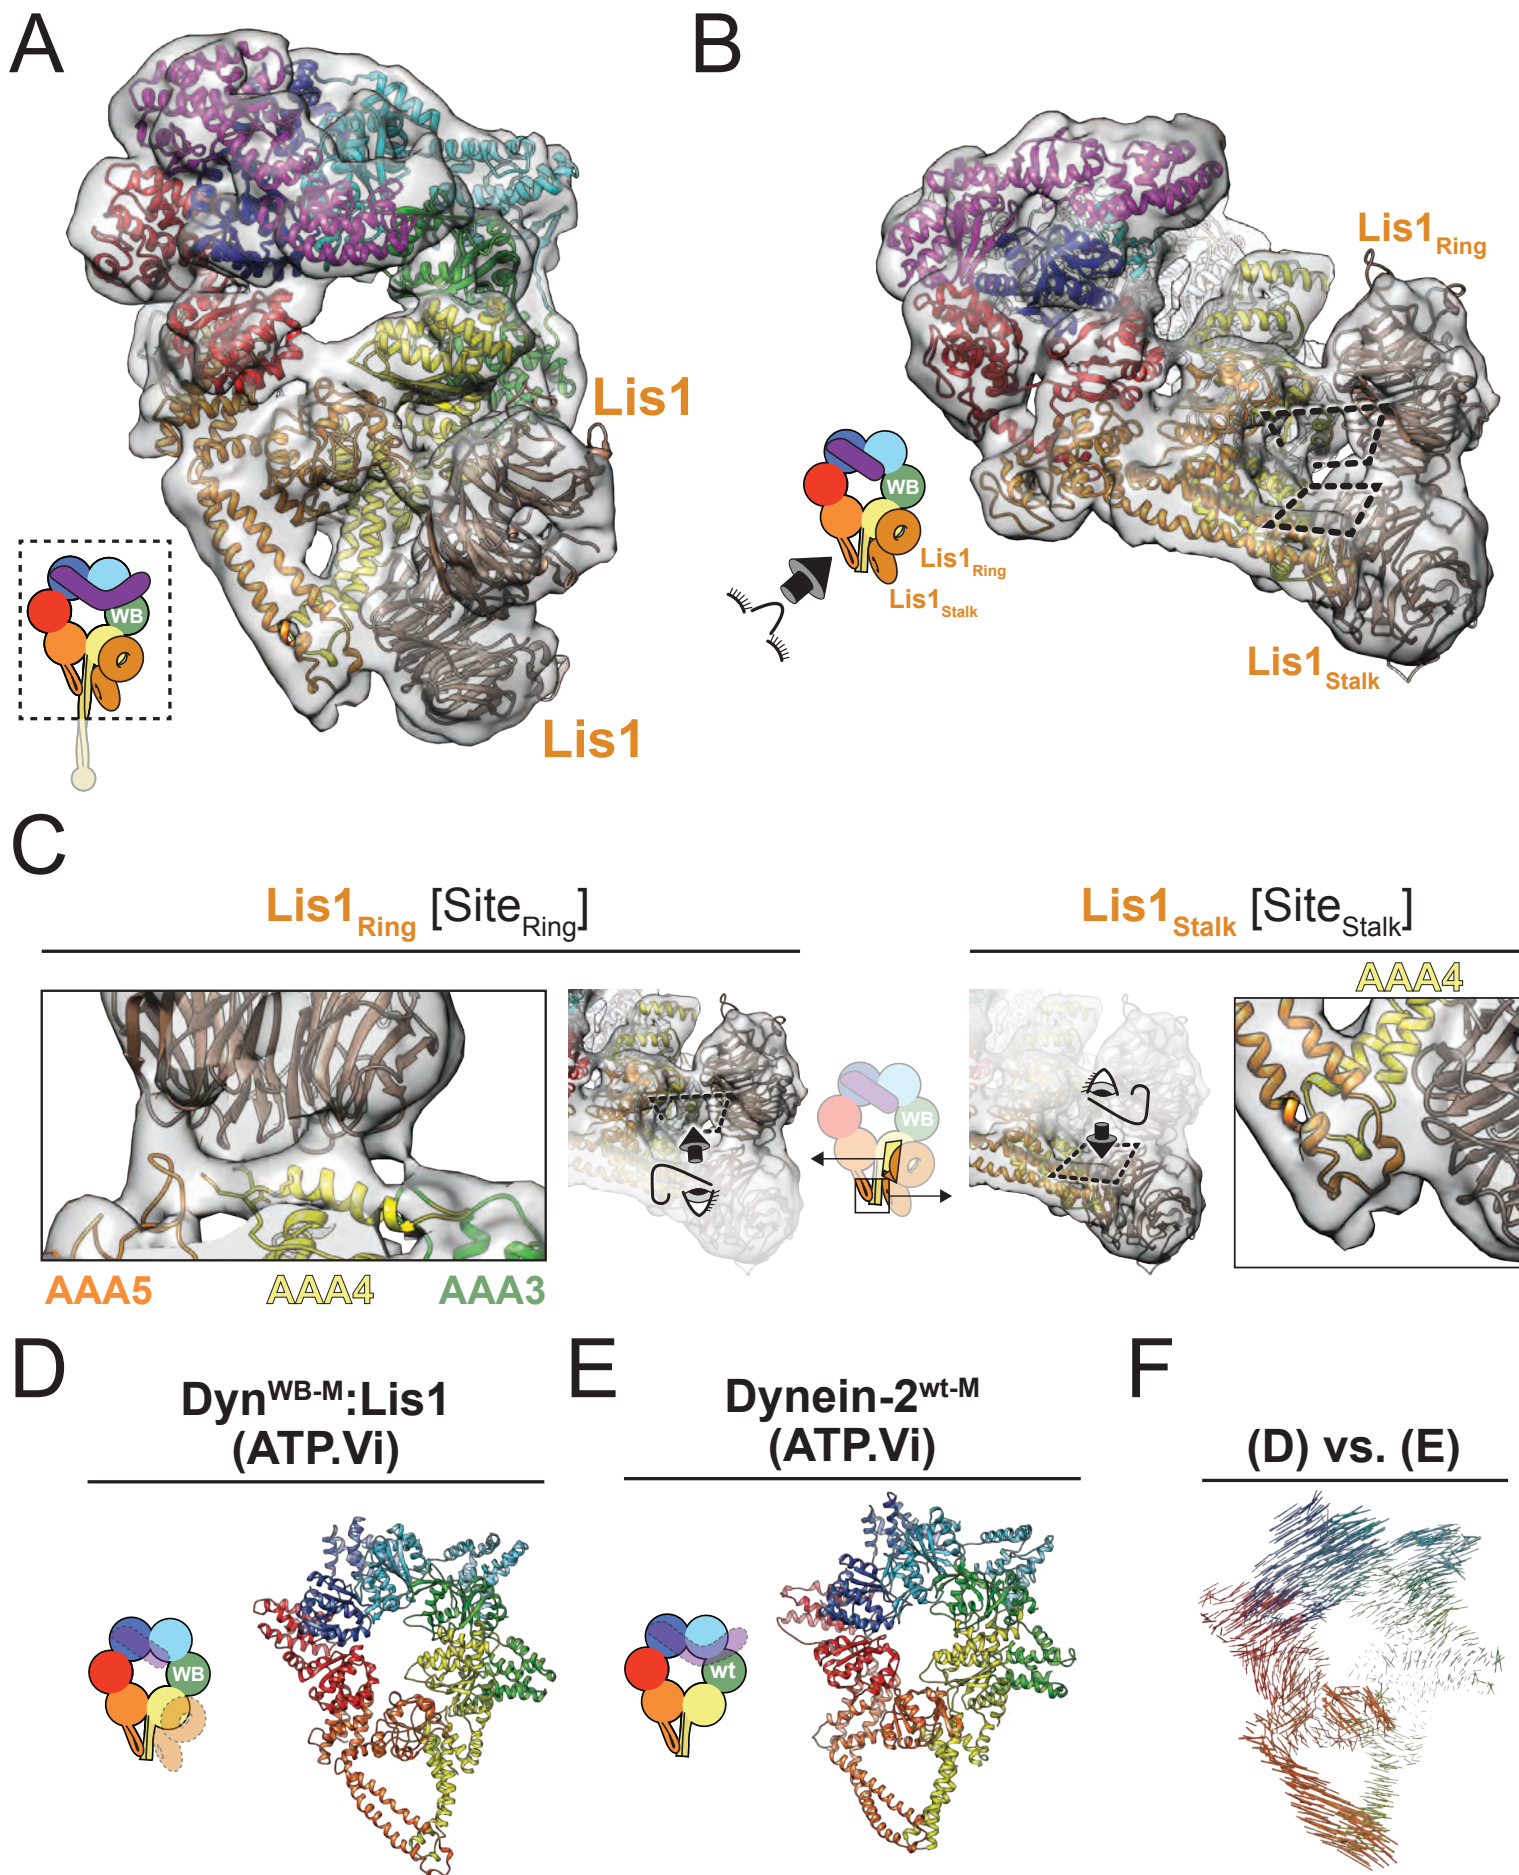 A
B
Lis1Ring
Lis1
WB
Lis1Ring
Lis1Stalk
WB
Lis1Stalk
Lis1
C
Lis1Ring [SiteRing]
Lis1Stalk [SiteStalk]
AAA4
WB
AAA5
AAA4
AAA3
D
DynWB-M:Lis1
(ATP.Vi)
WB
E
Dynein-2wt-M
(ATP.Vi)
wt
F
(D) vs. (E)